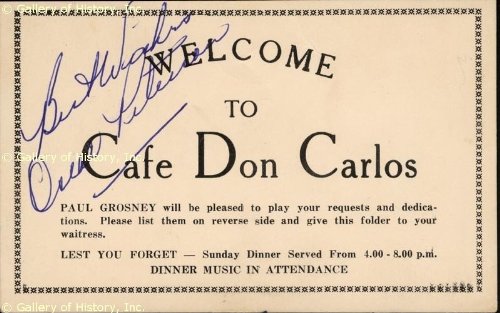 © Gallery of History, Inc.
WELCOME
Best Wishes
TO
Oscar Peterson
Cafe Don Carlos
PAUL GROSNEY will be pleased to play your requests and dedica-
tions. Please list them on reverse side and give this folder to your
waitress.
LEST YOU FORGET — Sunday Dinner Served From 4.00 - 8.00 p.m.
DINNER MUSIC IN ATTENDANCE
© Gallery of History, Inc.